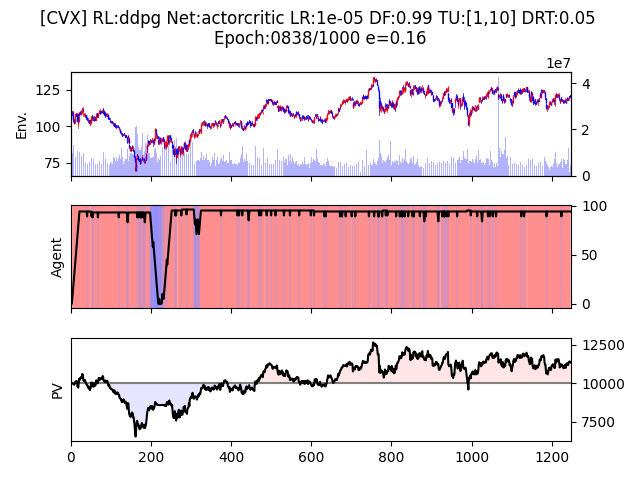 [CVX] RL:ddpg Net:actorcritic LR:1e-05 DF:0.99 TU:[1,10] DRT:0.05
Epoch:0838/1000 e=0.16
1e7
125
100
75
Env.
4
2
0
Agent
100
50
0
PV
12500
10000
7500
0 200 400 600 800 1000 1200